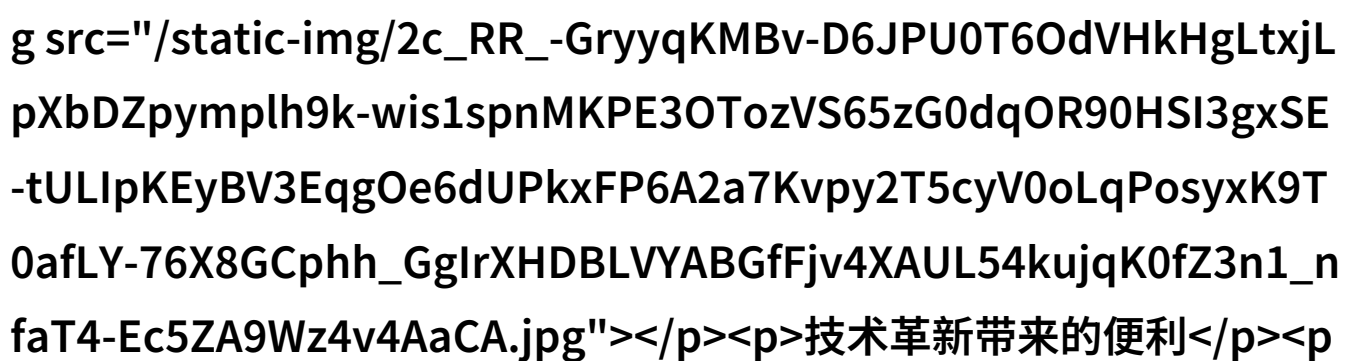 g src="/static-img/2c_RR_-GryyqKMBv-D6JPU0T6OdVHkHgLtxjL
pXbDZpymplh9k-wis1spnMKPE3OTozVS65zG0dqOR90HSI3gxSE
-tULIpKEyBV3EqgOe6dUPkxFP6A2a7Kvpy2T5cyV0oLqPosyxK9T
0afLY-76X8GCphh_GgIrXHDBLVYABGfFjv4XAUL54kujqK0fZ3n1_n
faT4-Ec5ZA9Wz4v4AaCA.jpg"></p><p>技术革新带来的便利</p><p